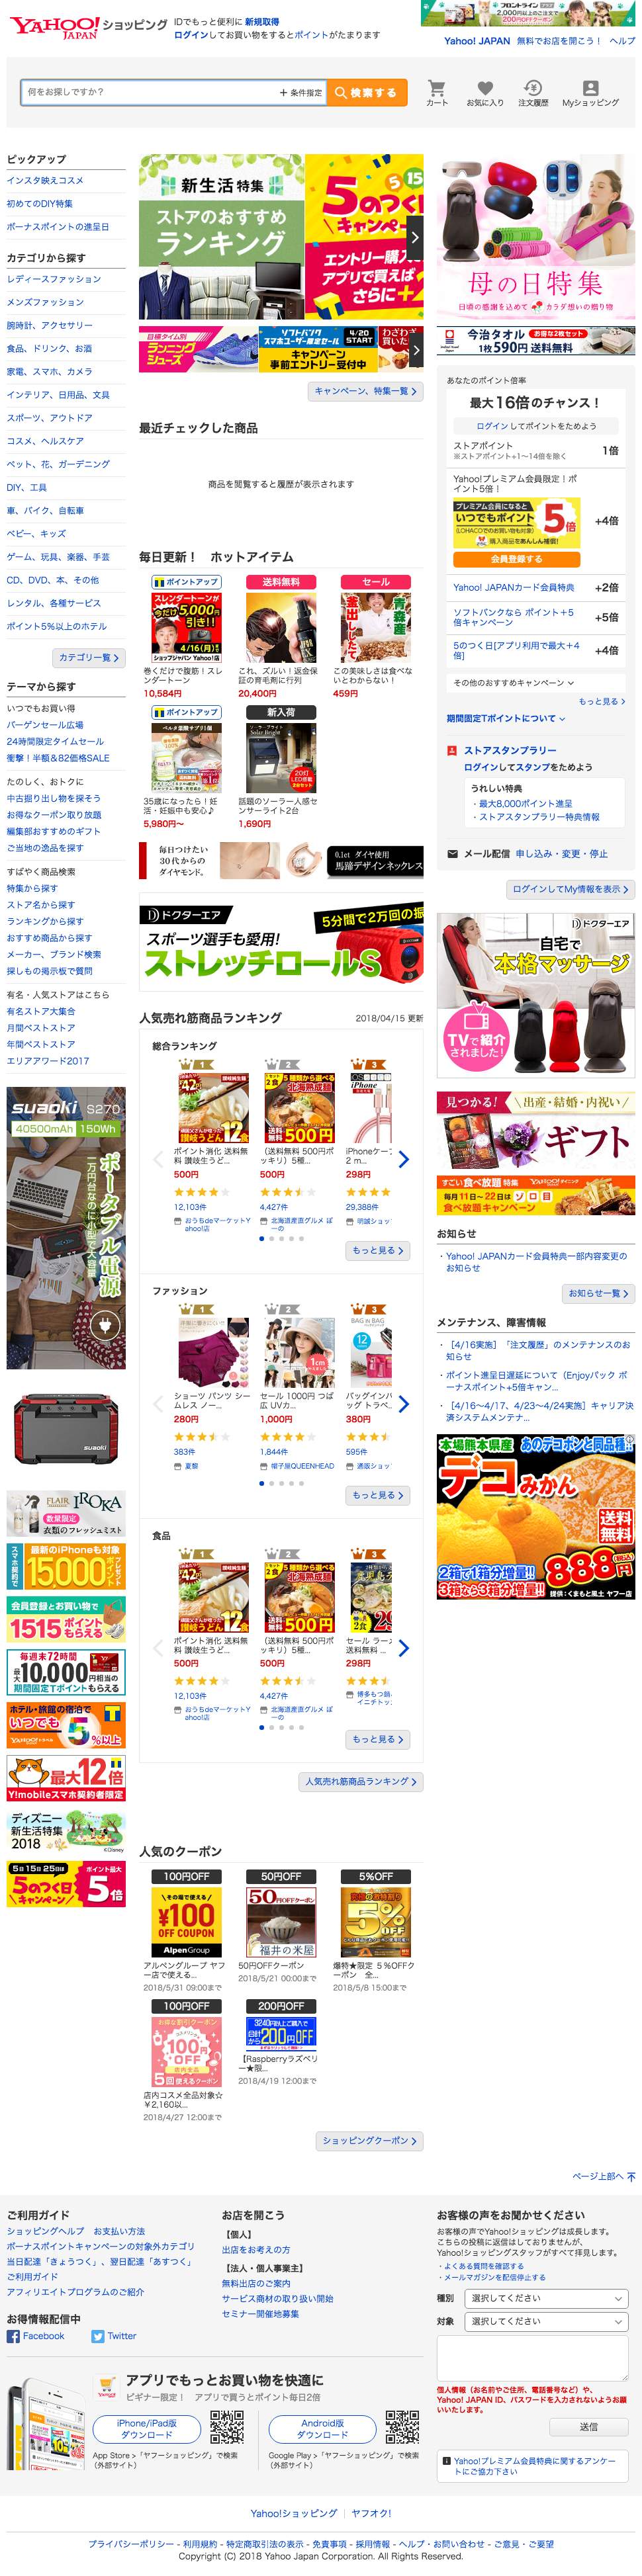 YAHOO! JAPAN ショッピング
IDでもっと便利に 新規取得
ログインしてお買い物をするとポイントがたまります
Yahoo! JAPAN 無料でお店を開こう！ ヘルプ
何をお探しですか？
＋条件指定
検索する
カート
お気に入り
注文履歴
Myショッピング
ピックアップ
インスタ映えコスメ
初めてのDIY特集
ボーナスポイントの進呈日
カテゴリから探す
レディースファッション
メンズファッション
腕時計、アクセサリー
食品、ドリンク、お酒
家電、スマホ、カメラ
インテリア、日用品、文具
スポーツ、アウトドア
コスメ、ヘルスケア
ペット、花、ガーデニング
DIY、工具
車、バイク、自転車
ベビー、キッズ
ゲーム、玩具、楽器、手芸
CD、DVD、本、その他
レンタル、各種サービス
ポイント5%以上のホテル
カテゴリ一覧
テーマから探す
いつでもお買い得
バーゲンセール広場
24時間限定タイムセール
衝撃！半額＆82価格SALE
たのしく、おトクに
中古掘り出し物を探そう
お得なクーポン取り放題
編集部おすすめのギフト
ご当地の逸品を探す
すばやく商品検索
特集から探す
ストア名から探す
ランキングから探す
おすすめ商品から探す
メーカー、ブランド検索
探しもの掲示板で質問
有名・人気ストアはこちら
有名ストア大集合
月間ベストストア
年間ベストストア
エリアアワード2017
suaoki S270
40500mAh 150Wh
ポータブル電源
suaoki
FLAIR IROKA
数量限定
衣類のフレッシュミスト
スマホ契約で
最新のiPhoneも対象
15,000ポイント
会員登録とお買い物で
1515ポイントもらえる
毎週末72時間
最大10,000円相当の
期間固定Tポイントもらえる
ホテル・旅館の宿泊で
いつでも5%以上
最大12倍
Y!mobileスマホ契約者限定
ディズニー
新生活特集
2018
5日 15日 25日
5のつく日
キャンペーン
ポイント最大
5倍
新生活特集
ストアのおすすめ
ランキング
5のつく
キャンペーン
エントリー購入
アプリで買えば
さらに+2
日替タイム別
ランニング
シューズ
ソフトバンク
スマホユーザー限定セール
4/20
START
キャンペーン
事前エントリー受付中
キャンペーン、特集一覧
最近チェックした商品
商品を閲覧すると履歴が表示されます
毎日更新！ ホットアイテム
ポイントアップ
送料無料
セール
スレンダートーンが
今だけ5,000円
引き!!
4/16(月)
ショップジャパン Yahoo!店
青森産
釜出しした
巻くだけで腹筋！スレンダートーン
10,584円
これ、ズルい！返金保証の育毛剤に行列
20,400円
この美味しさは食べないとわからない！
459円
ポイントアップ
新入荷
Solar Bright
20灯
LED搭載
35歳になったら！妊活・妊娠中も安心♪
5,980円～
話題のソーラー人感センサーライト2台
1,690円
毎日つけたい
30代からの
ダイヤモンド。
0.1ct ダイヤ使用
馬蹄デザインネックレス
ドクターエア
5分間で2万回の振
スポーツ選手も愛用!
ストレッチロールS
人気売れ筋商品ランキング
2018/04/15 更新
総合ランキング
1
2
3
ポイント消化 送料無料 讃岐生うど...
500円
12,103件
おうちdeマーケットYahoo!店
（送料無料 500円ポッキリ）5種...
500円
4,427件
北海道産直グルメ ぼーの
iPhoneケーブ
2 m...
298円
29,388件
明誠ショッ
もっと見る
ファッション
1
2
3
ショーツ パンツ シームレス ノー...
280円
383件
夏黎
セール 1000円 つば広 UVカ...
1,000円
1,844件
帽子屋QUEENHEAD
バッグインバ
ッグ トラベ...
380円
595件
通販ショッ
もっと見る
食品
1
2
3
ポイント消化 送料無料 讃岐生うど...
500円
12,103件
おうちdeマーケットYahoo!店
（送料無料 500円ポッキリ）5種...
500円
4,427件
北海道産直グルメ ぼーの
セール ラーメ
送料無料 ...
298円
もっと見る
人気売れ筋商品ランキング
人気のクーポン
100円OFF
50円OFF
5%OFF
その場で使える
¥100
OFF COUPON
Alpen Group
50円OFFクーポン
福井の米屋
5%
OFF
アルペングループ ヤフー店で使える...
2018/5/31 09:00まで
50円OFFクーポン
2018/5/21 00:00まで
爆特★限定 ５％OFFクーポン 全...
2018/5/8 15:00まで
100円OFF
200円OFF
お得な割引クーポン
100円
OFF
5回使えるクーポン
3240円以上ご購入で
200円OFF
店内コスメ全品対象☆￥2,160以...
2018/4/27 12:00まで
【Raspberryラズベリー★限...
2018/4/19 12:00まで
ショッピングクーポン
母の日特集
日頃の感謝を込めて カラダ想いの贈り物
今治タオル お得な2枚セット
1枚590円 送料無料
あなたのポイント倍率
最大16倍のチャンス！
ログインしてポイントをためよう
ストアポイント
※ストアポイント+1～14倍を除く
1倍
Yahoo!プレミアム会員限定！ポイント5倍！
プレミアム会員になると
いつでもポイント
(LOHACOでのお買い物も対象)
5倍
購入商品でもあんしん補償!
会員登録する
+4倍
Yahoo! JAPANカード会員特典
+2倍
ソフトバンクなら ポイント＋5倍キャンペーン
+5倍
5のつく日[アプリ利用で最大＋4倍]
+4倍
その他のおすすめキャンペーン
もっと見る
期間固定Tポイントについて
ストアスタンプラリー
ログインしてスタンプをためよう
うれしい特典
・最大8,000ポイント進呈
・ストアスタンプラリー特典情報
メール配信 申し込み・変更・停止
ログインしてMy情報を表示
ドクターエア
自宅で
本格マッサージ
TVで紹介
されました!
見つかる! 出産・結婚・内祝い
ギフト
すごい食べ放題特集
毎月11日～22日はゾロ目
食べ放題キャンペーン
お知らせ
・Yahoo! JAPANカード会員特典一部内容変更のお知らせ
お知らせ一覧
メンテナンス、障害情報
・［4/16実施］「注文履歴」のメンテナンスのお知らせ
・ポイント進呈日遅延について（Enjoyパック ボーナスポイント+5倍キャン...
・［4/16～4/17、4/23～4/24実施］キャリア決済システムメンテナ...
本場熊本県産 あのデコポンと同品種!
デコみかん
送料無料
2箱で1箱分増量!!
3箱なら3箱分増量!!
888円(税込)
提供：くまもと風土 ヤフー店
ページ上部へ
ご利用ガイド
ショッピングヘルプ お支払い方法
ボーナスポイントキャンペーンの対象外カテゴリ
当日配達「きょうつく」、翌日配達「あすつく」
ご利用ガイド
アフィリエイトプログラムのご紹介
お得情報配信中
Facebook
Twitter
お店を開こう
【個人】
出店をお考えの方
【法人・個人事業主】
無料出店のご案内
サービス商材の取り扱い開始
セミナー開催地募集
お客様の声をお聞かせください
お客様の声でYahoo!ショッピングは成長します。
こちらの投稿に返信はしておりませんが、
Yahoo!ショッピングスタッフがすべて拝見します。
・よくある質問を確認する
・メールマガジンを配信停止する
種別 選択してください
対象 選択してください
個人情報（お名前やご住所、電話番号など）や、Yahoo! JAPAN ID、パスワードを入力されないようお願いいたします。
送信
Yahoo!プレミアム会員特典に関するアンケートにご協力下さい
アプリでもっとお買い物を快適に
ビギナー限定！ アプリで買うとポイント毎日2倍
iPhone/iPad版
ダウンロード
App Store＞「ヤフーショッピング」で検索
（外部サイト）
Android版
ダウンロード
Google Play＞「ヤフーショッピング」で検索
（外部サイト）
Yahoo!ショッピング ｜ ヤフオク!
プライバシーポリシー - 利用規約 - 特定商取引法の表示 - 免責事項 - 採用情報 - ヘルプ・お問い合わせ - ご意見・ご要望
Copyright (C) 2018 Yahoo Japan Corporation. All Rights Reserved.